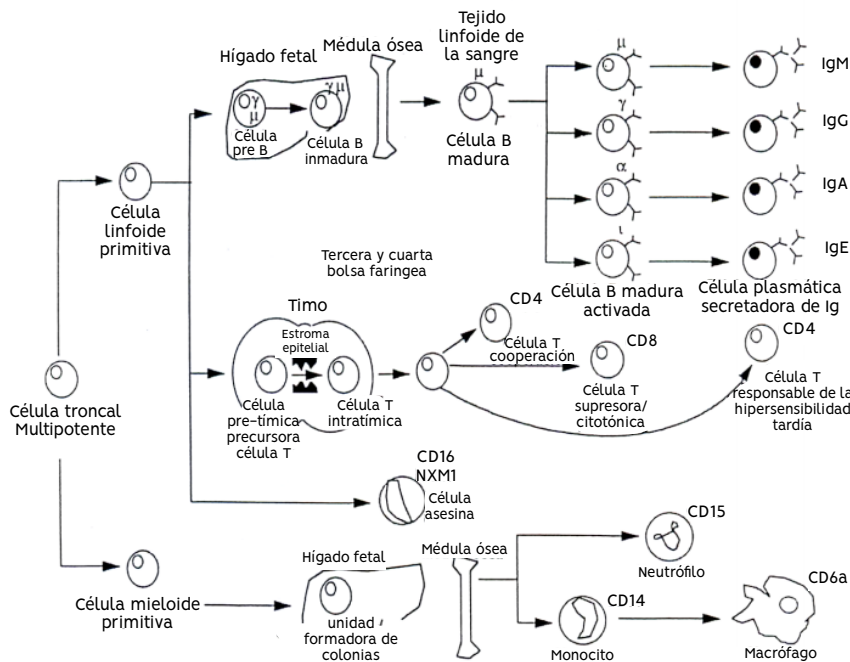 Tejido
linfoide de
la sangre
Hígado fetal
Médula ósea
γ
μ
γ μ
Célula
pre B
Célula B
inmadura
μ
Célula B
madura
μ
IgM
γ
IgG
α
IgA
ι
IgE
Célula B madura
activada
Célula plasmática
secretadora de Ig
Célula
linfoide
primitiva
Tercera y cuarta
bolsa faringea
Timo
Estroma
epitelial
Célula
pre-tímica
precursora
célula T
Célula T
intratímica
CD4
Célula T
cooperación
CD8
Célula T
supresora/
citotónica
CD4
Célula T
responsable de la
hipersensibilidad
tardía
Célula troncal
Multipotente
CD16
NXM1
Célula
asesina
Célula mieloide
primitiva
Hígado fetal
unidad
formadora de
colonias
Médula ósea
CD15
Neutrófilo
CD14
Monocito
CD6a
Macrófago